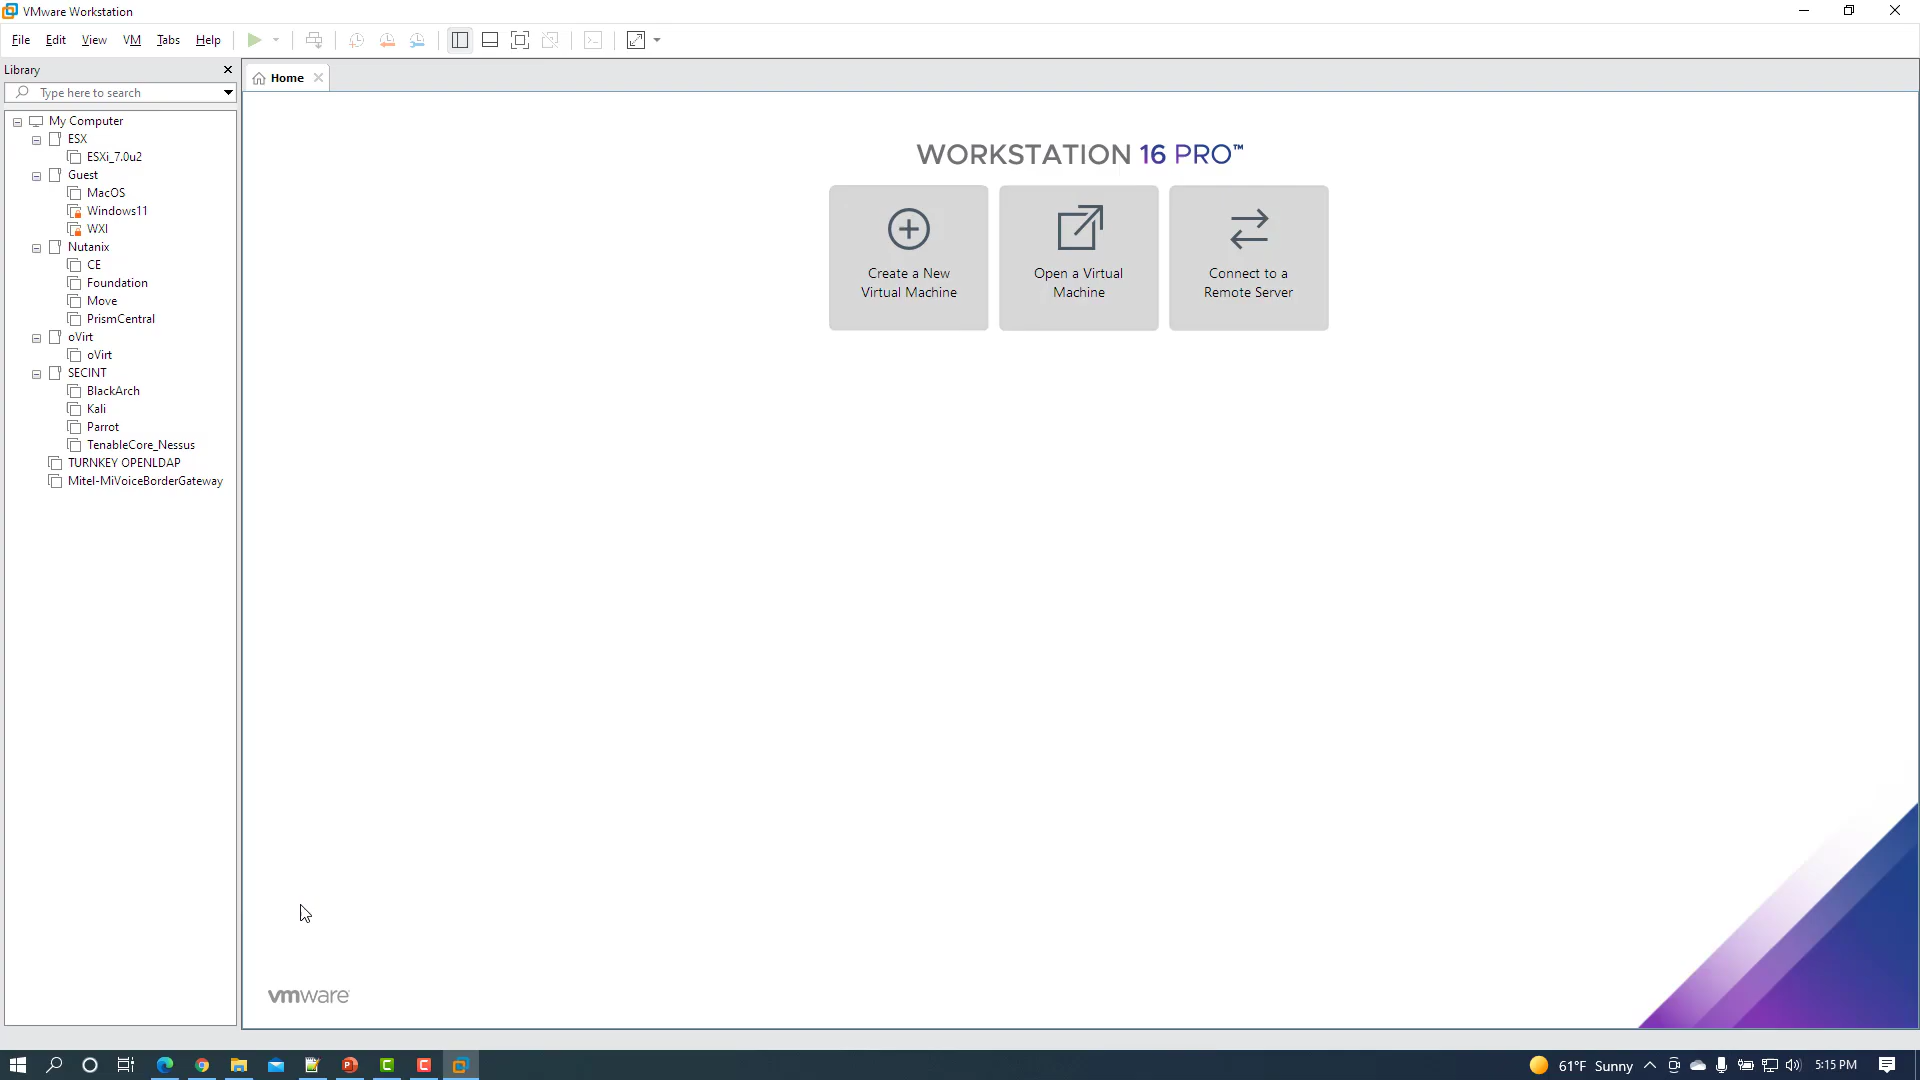 VMware Workstation
File Edit View VM Tabs Help
Library
Type here to search
Home
My Computer
ESX
ESXi_7.0u2
Guest
MacOS
Windows11
WXI
Nutanix
CE
Foundation
Move
PrismCentral
oVirt
oVirt
SECINT
BlackArch
Kali
Parrot
TenableCore_Nessus
TURNKEY OPENLDAP
Mitel-MiVoiceBorderGateway
WORKSTATION 16 PRO™
Create a New
Virtual Machine
Open a Virtual
Machine
Connect to a
Remote Server
vmware
61°F Sunny
5:15 PM